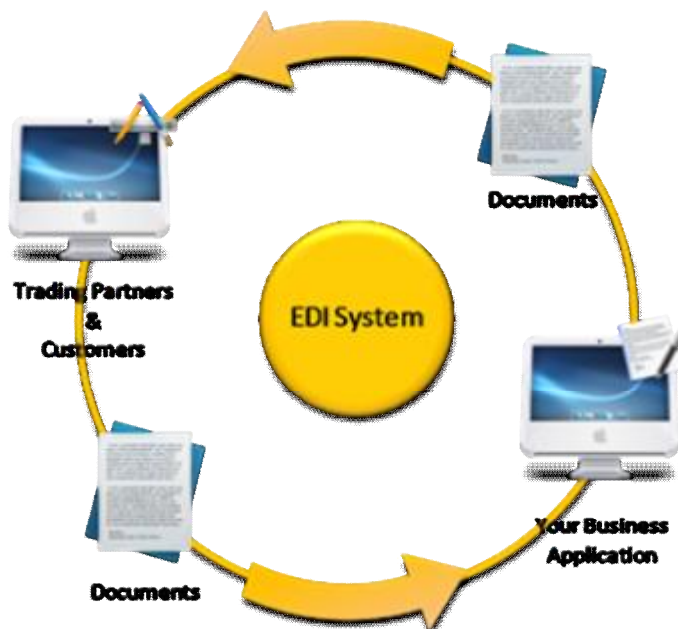 Documents
Trading Partners
&
Customers
EDI System
Your Business
Application
Documents